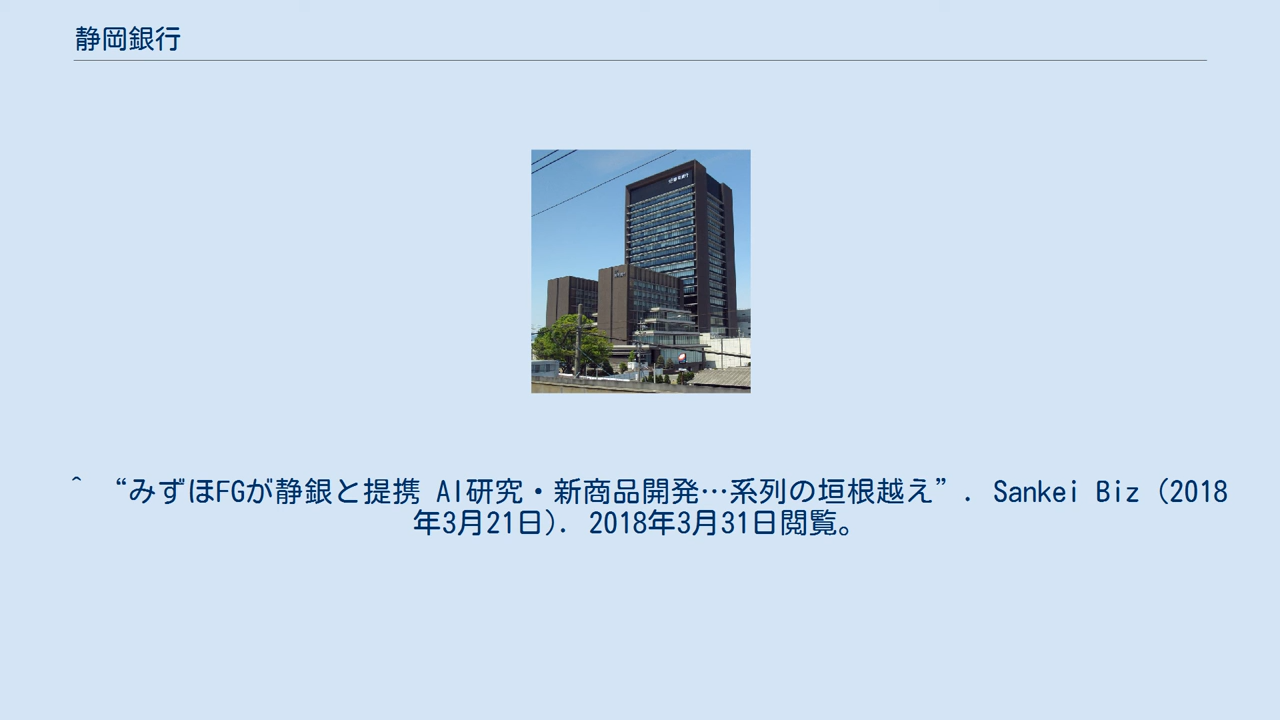 静岡銀行
^ “みずほFGが静銀と提携 AI研究・新商品開発…系列の垣根越え”. Sankei Biz (2018
年3月21日). 2018年3月31日閲覧。